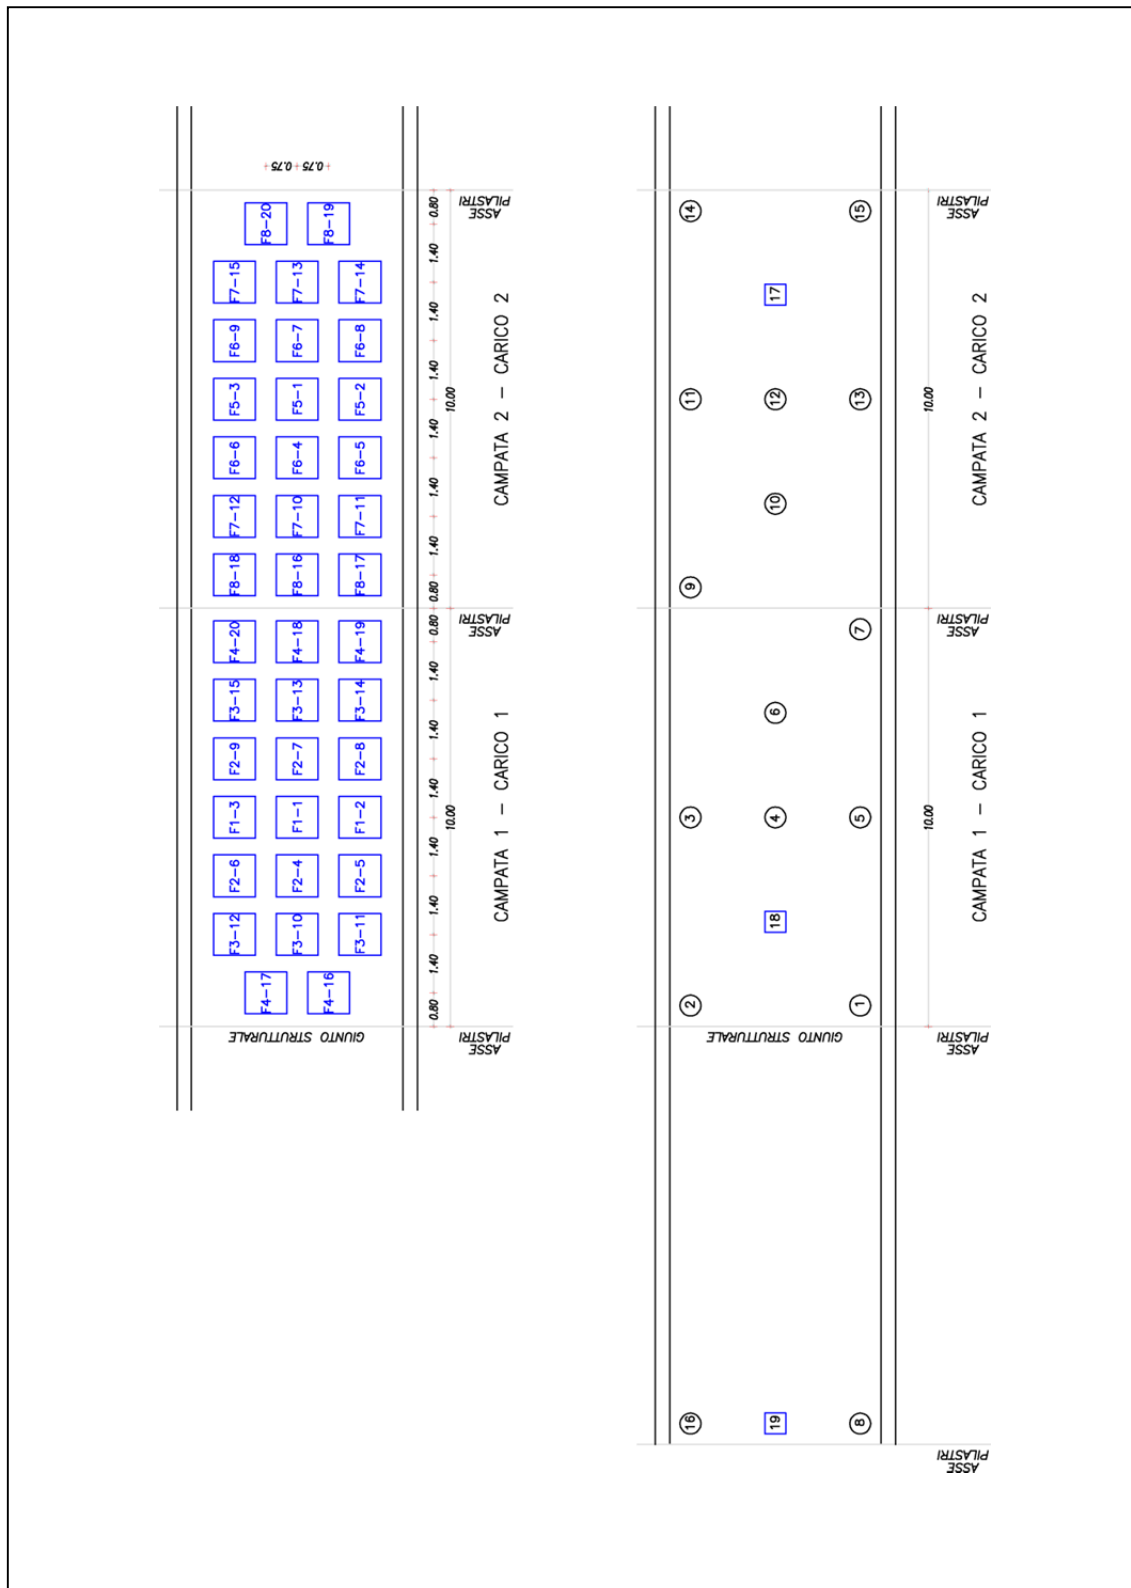 0.75 0.75
F8-20
F8-19
F7-15
F7-13
F7-14
F6-9
F6-7
F6-8
F5-3
F5-1
F5-2
F6-6
F6-4
F6-5
F7-12
F7-10
F7-11
F8-18
F8-16
F8-17
F4-20
F4-18
F4-19
F3-15
F3-13
F3-14
F2-9
F2-7
F2-8
F1-3
F1-1
F1-2
F2-6
F2-4
F2-5
F3-12
F3-10
F3-11
F4-17
F4-16
GIUNTO STRUTTURALE
0.80 1.40 1.40 1.40 1.40 1.40 1.40 0.80
0.80 1.40 1.40 1.40 1.40 1.40 1.40 0.80
10.00
10.00
ASSE
PILASTRI
ASSE
PILASTRI
ASSE
PILASTRI
CAMPATA 1 - CARICO 1
CAMPATA 2 - CARICO 2
14
15
17
11
12
13
10
9
7
6
3
4
5
18
2
1
GIUNTO STRUTTURALE
16
19
8
10.00
10.00
ASSE
PILASTRI
ASSE
PILASTRI
ASSE
PILASTRI
ASSE
PILASTRI
CAMPATA 1 - CARICO 1
CAMPATA 2 - CARICO 2